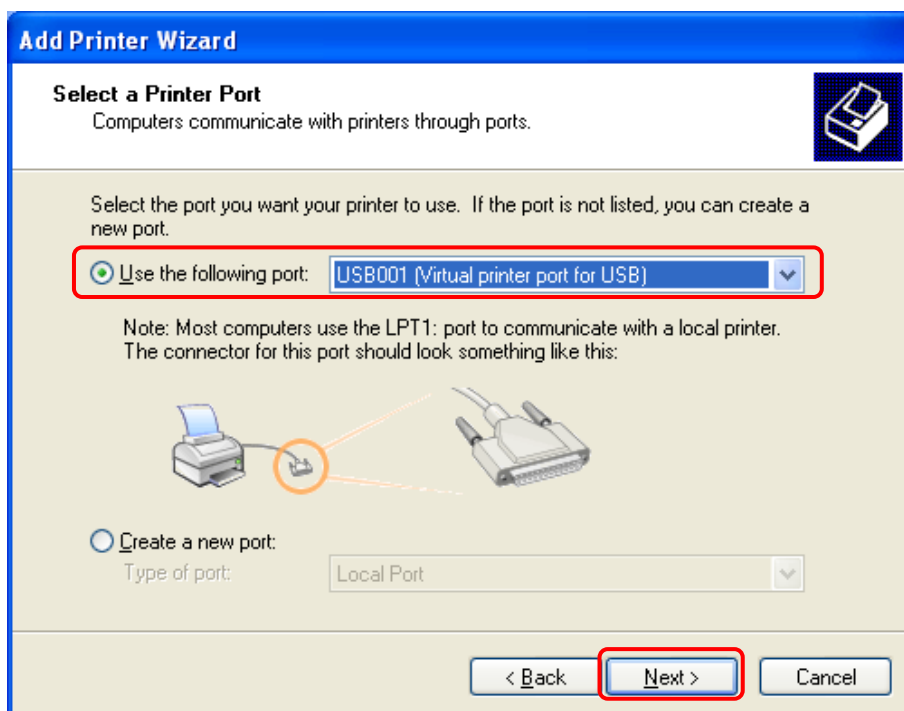 Add Printer Wizard
Select a Printer Port
Computers communicate with printers through ports.
Select the port you want your printer to use. If the port is not listed, you can create a
new port.
Use the following port: USB001 (Virtual printer port for USB)
Note: Most computers use the LPT1: port to communicate with a local printer.
The connector for this port should look something like this:
Create a new port:
Type of port: Local Port
< Back Next > Cancel